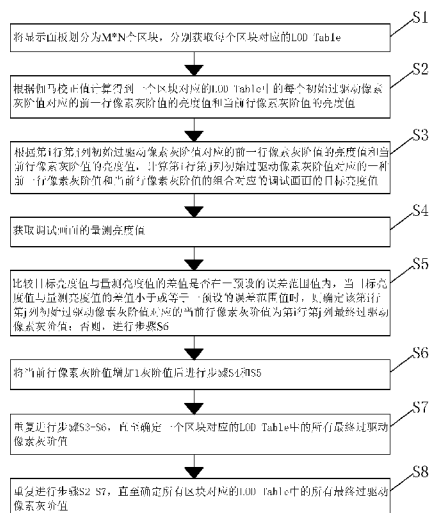 S1
将显示面板划分为M*N个区块，分别获取每个区块对应的LOD Table
S2
根据伽马校正值计算得到一个区块对应的LOD Table中的每个初始过驱动像素
灰阶值对应的前一行像素灰阶值的亮度值和当前行像素灰阶值的亮度值
S3
根据第i行第j列初始过驱动像素灰阶值对应的前一行像素灰阶值的亮度值和当
前行像素灰阶值的亮度值，计算第i行第j列初始过驱动像素灰阶值对应的一种
前一行像素灰阶值和当前行像素灰阶值的组合对应的调试画面的目标亮度值
S4
获取调试画面的量测亮度值
S5
比较目标亮度值与量测亮度值的差值是否在一预设的误差范围值内，当目标亮
度值与量测亮度值的差值小于或等于一预设的误差范围值时，则确定该第i行
第j列初始过驱动像素灰阶值对应的当前行像素灰阶值为第i行第j列最终过驱动
像素灰阶值；否则，进行步骤S6
S6
将当前行像素灰阶值增加1灰阶值后进行步骤S4和S5
S7
重复进行步骤S3-S6，直至确定一个区块对应的LOD Table中的所有最终过驱动
像素灰阶值
S8
重复进行步骤S2-S7，直至确定所有区块对应的LOD Table中的所有最终过驱动
像素灰阶值